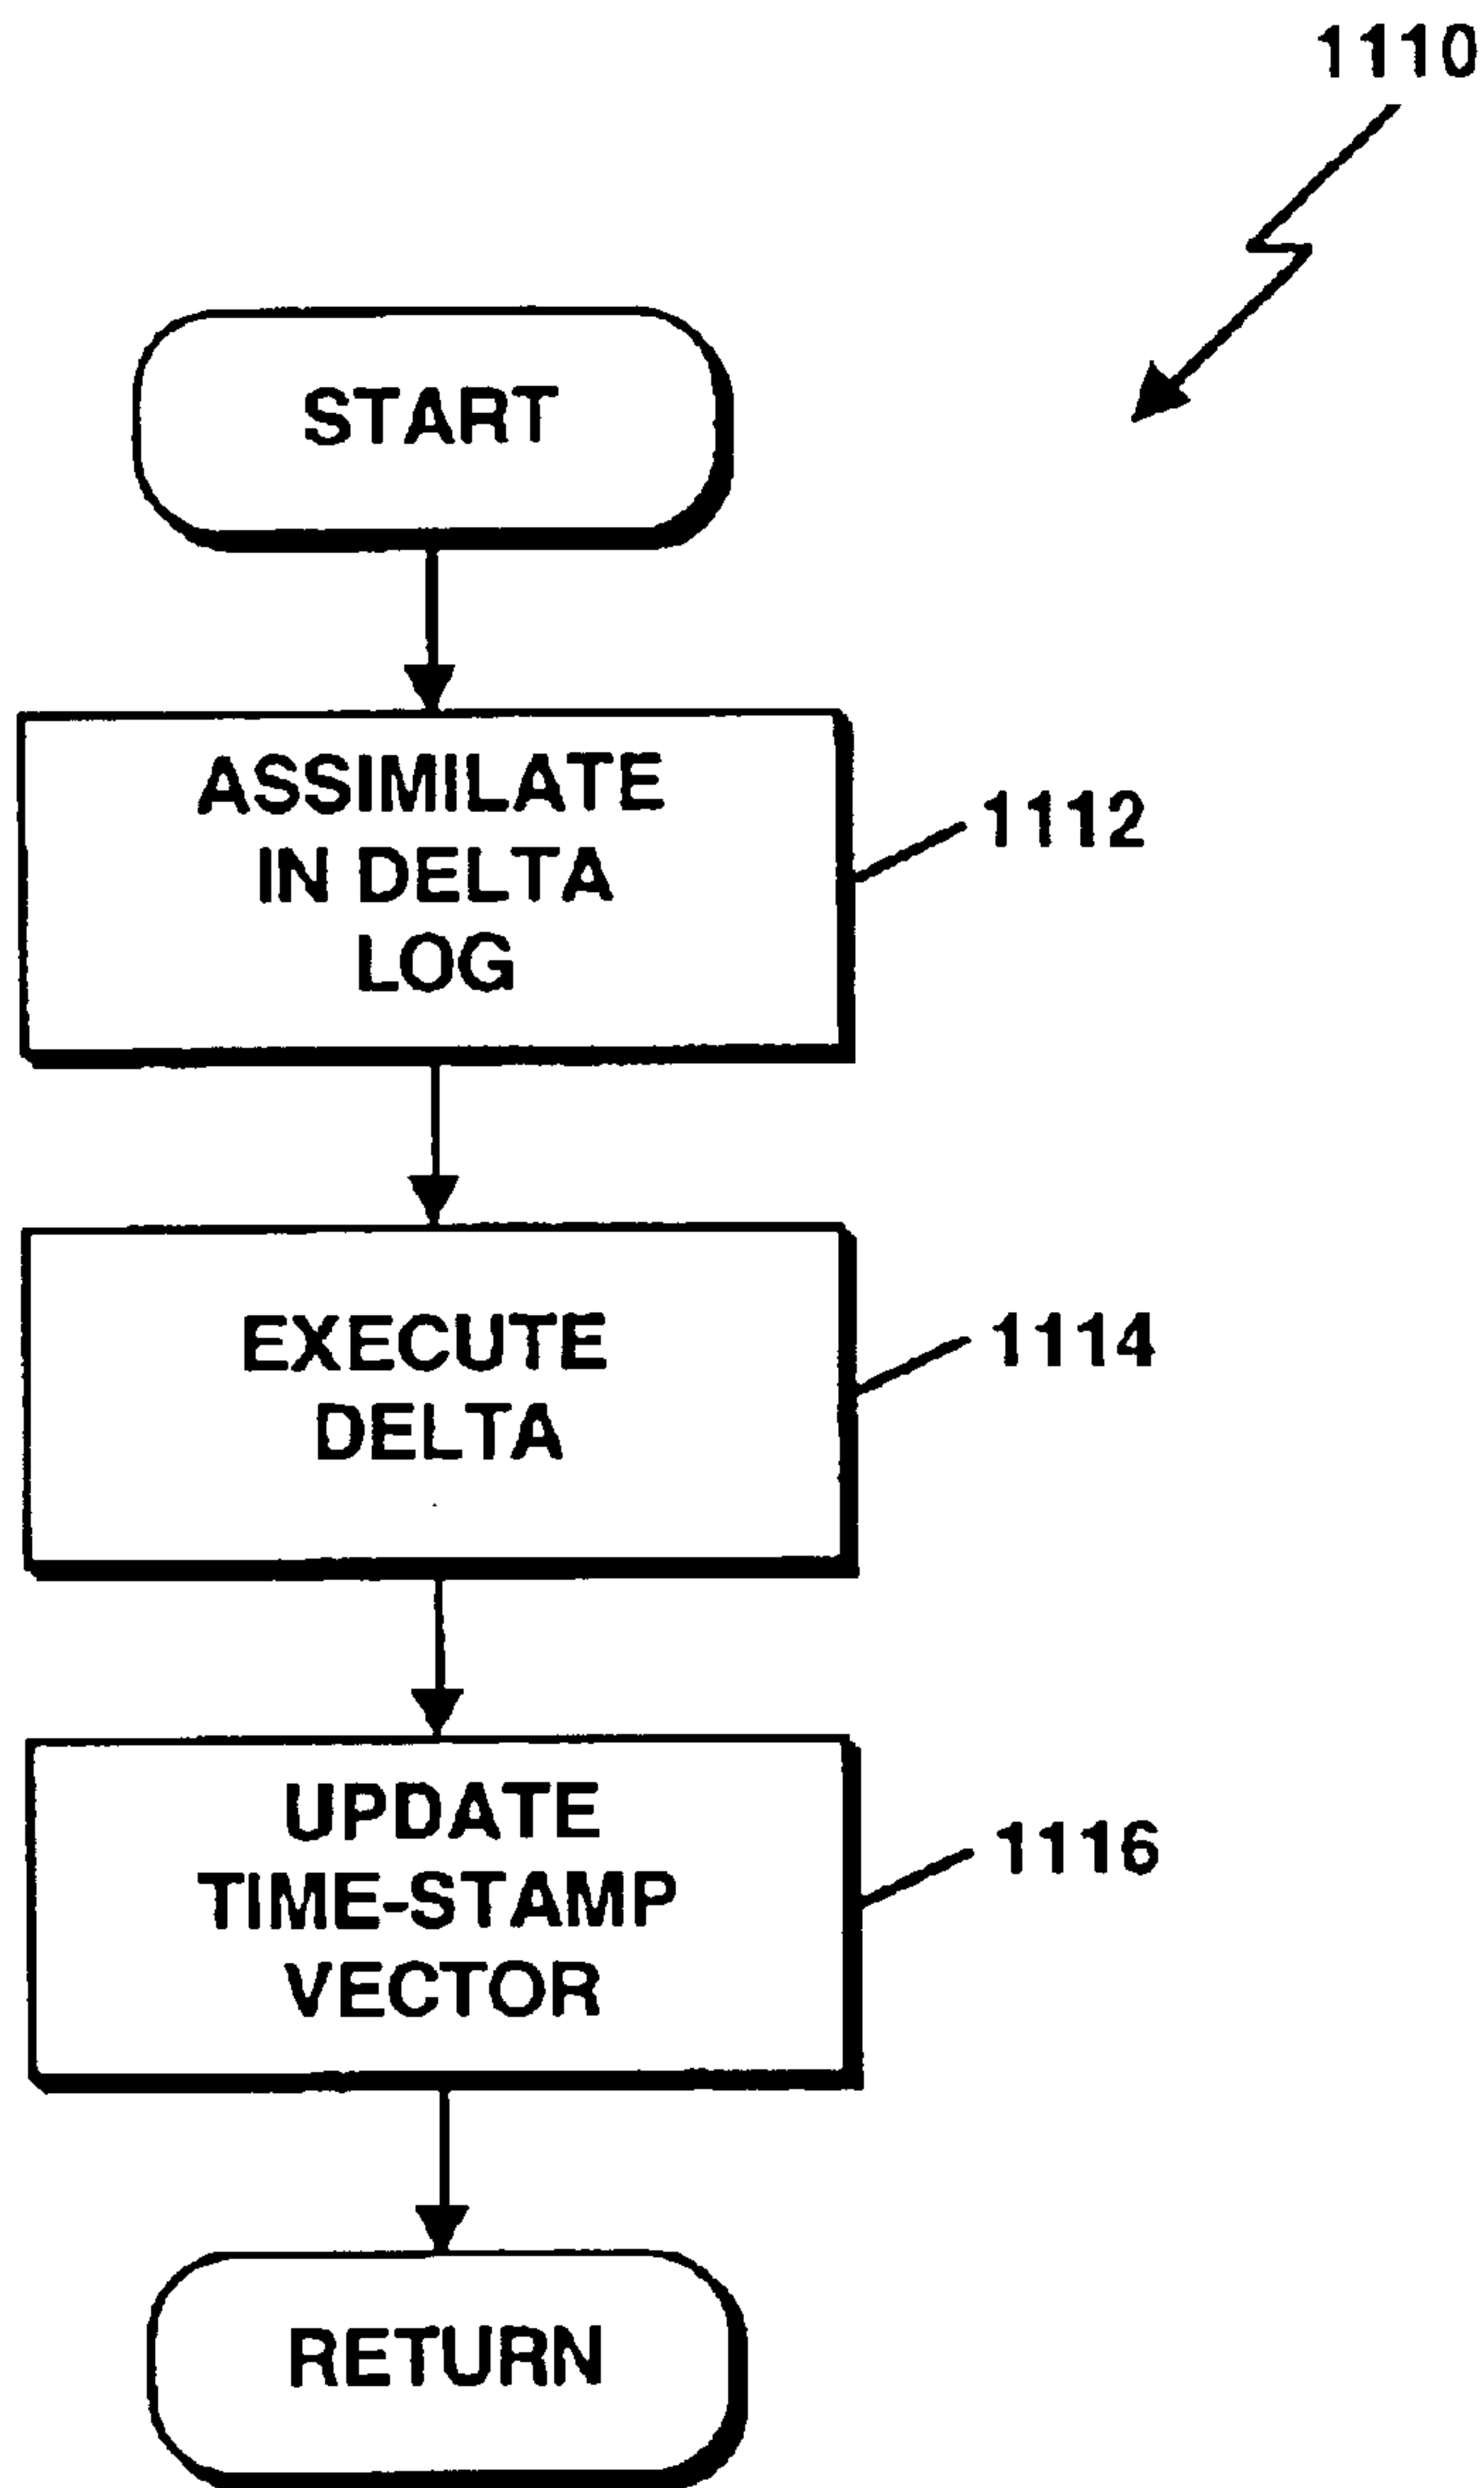 1110
START
ASSIMILATE
IN DELTA
LOG
1112
EXECUTE
DELTA
1114
UPDATE
TIME-STAMP
VECTOR
1116
RETURN